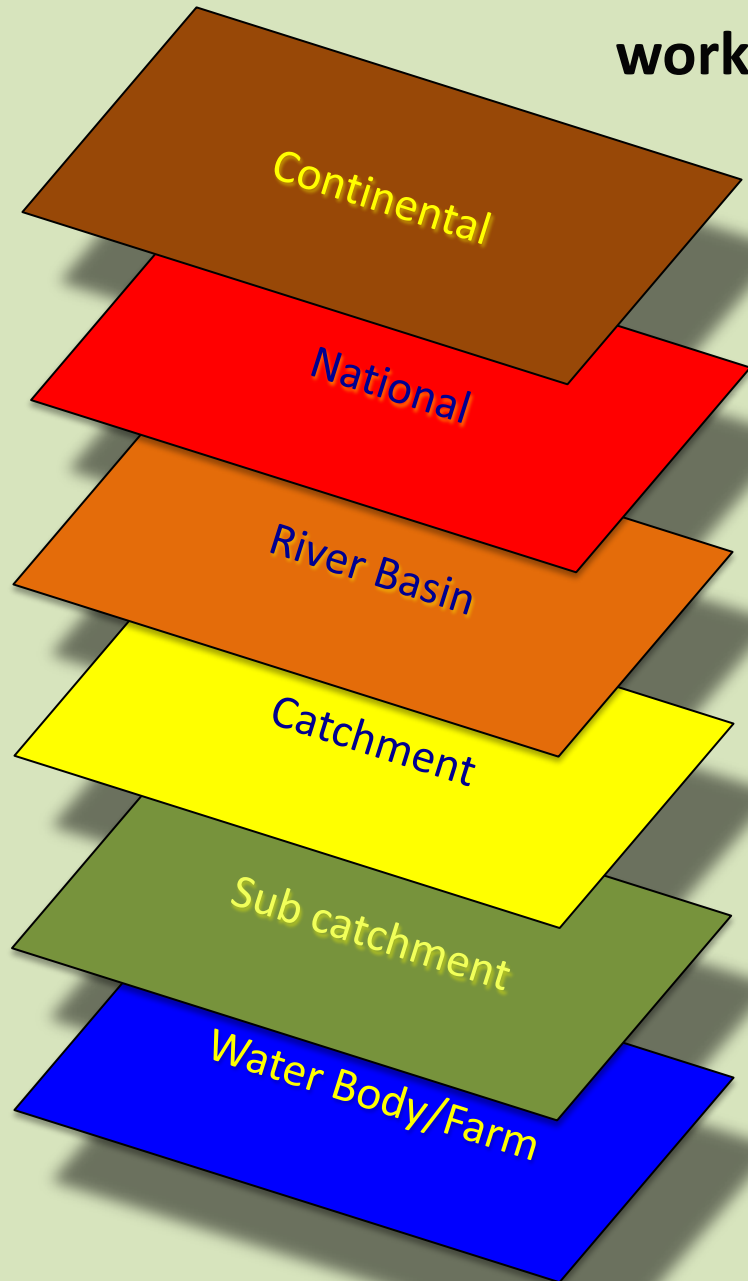 work
Continental
National
River Basin
Catchment
Sub catchment
Water Body/Farm